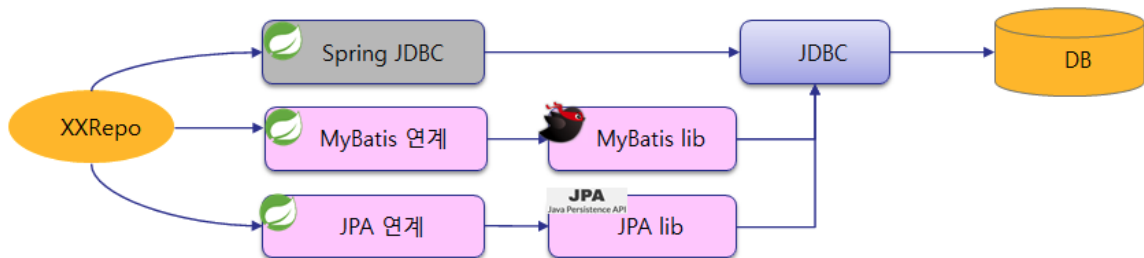 Spring JDBC
JDBC
DB
XXRepo
MyBatis 연계
MyBatis lib
JPA
Java Persistence API
JPA 연계
JPA lib